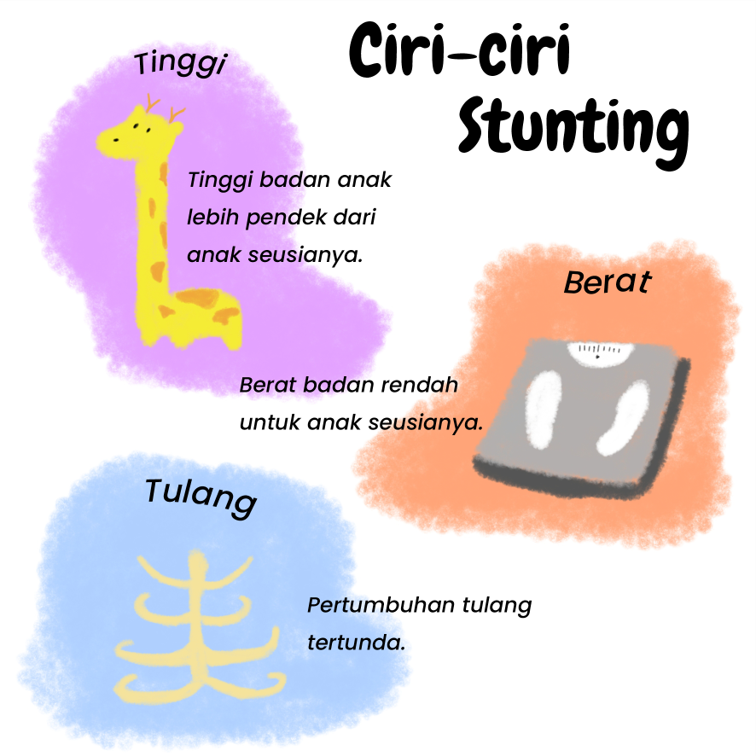 Ciri-ciri
Stunting
Tinggi
Tinggi badan anak
lebih pendek dari
anak seusianya.
Berat
Berat badan rendah
untuk anak seusianya.
Tulang
Pertumbuhan tulang
tertunda.